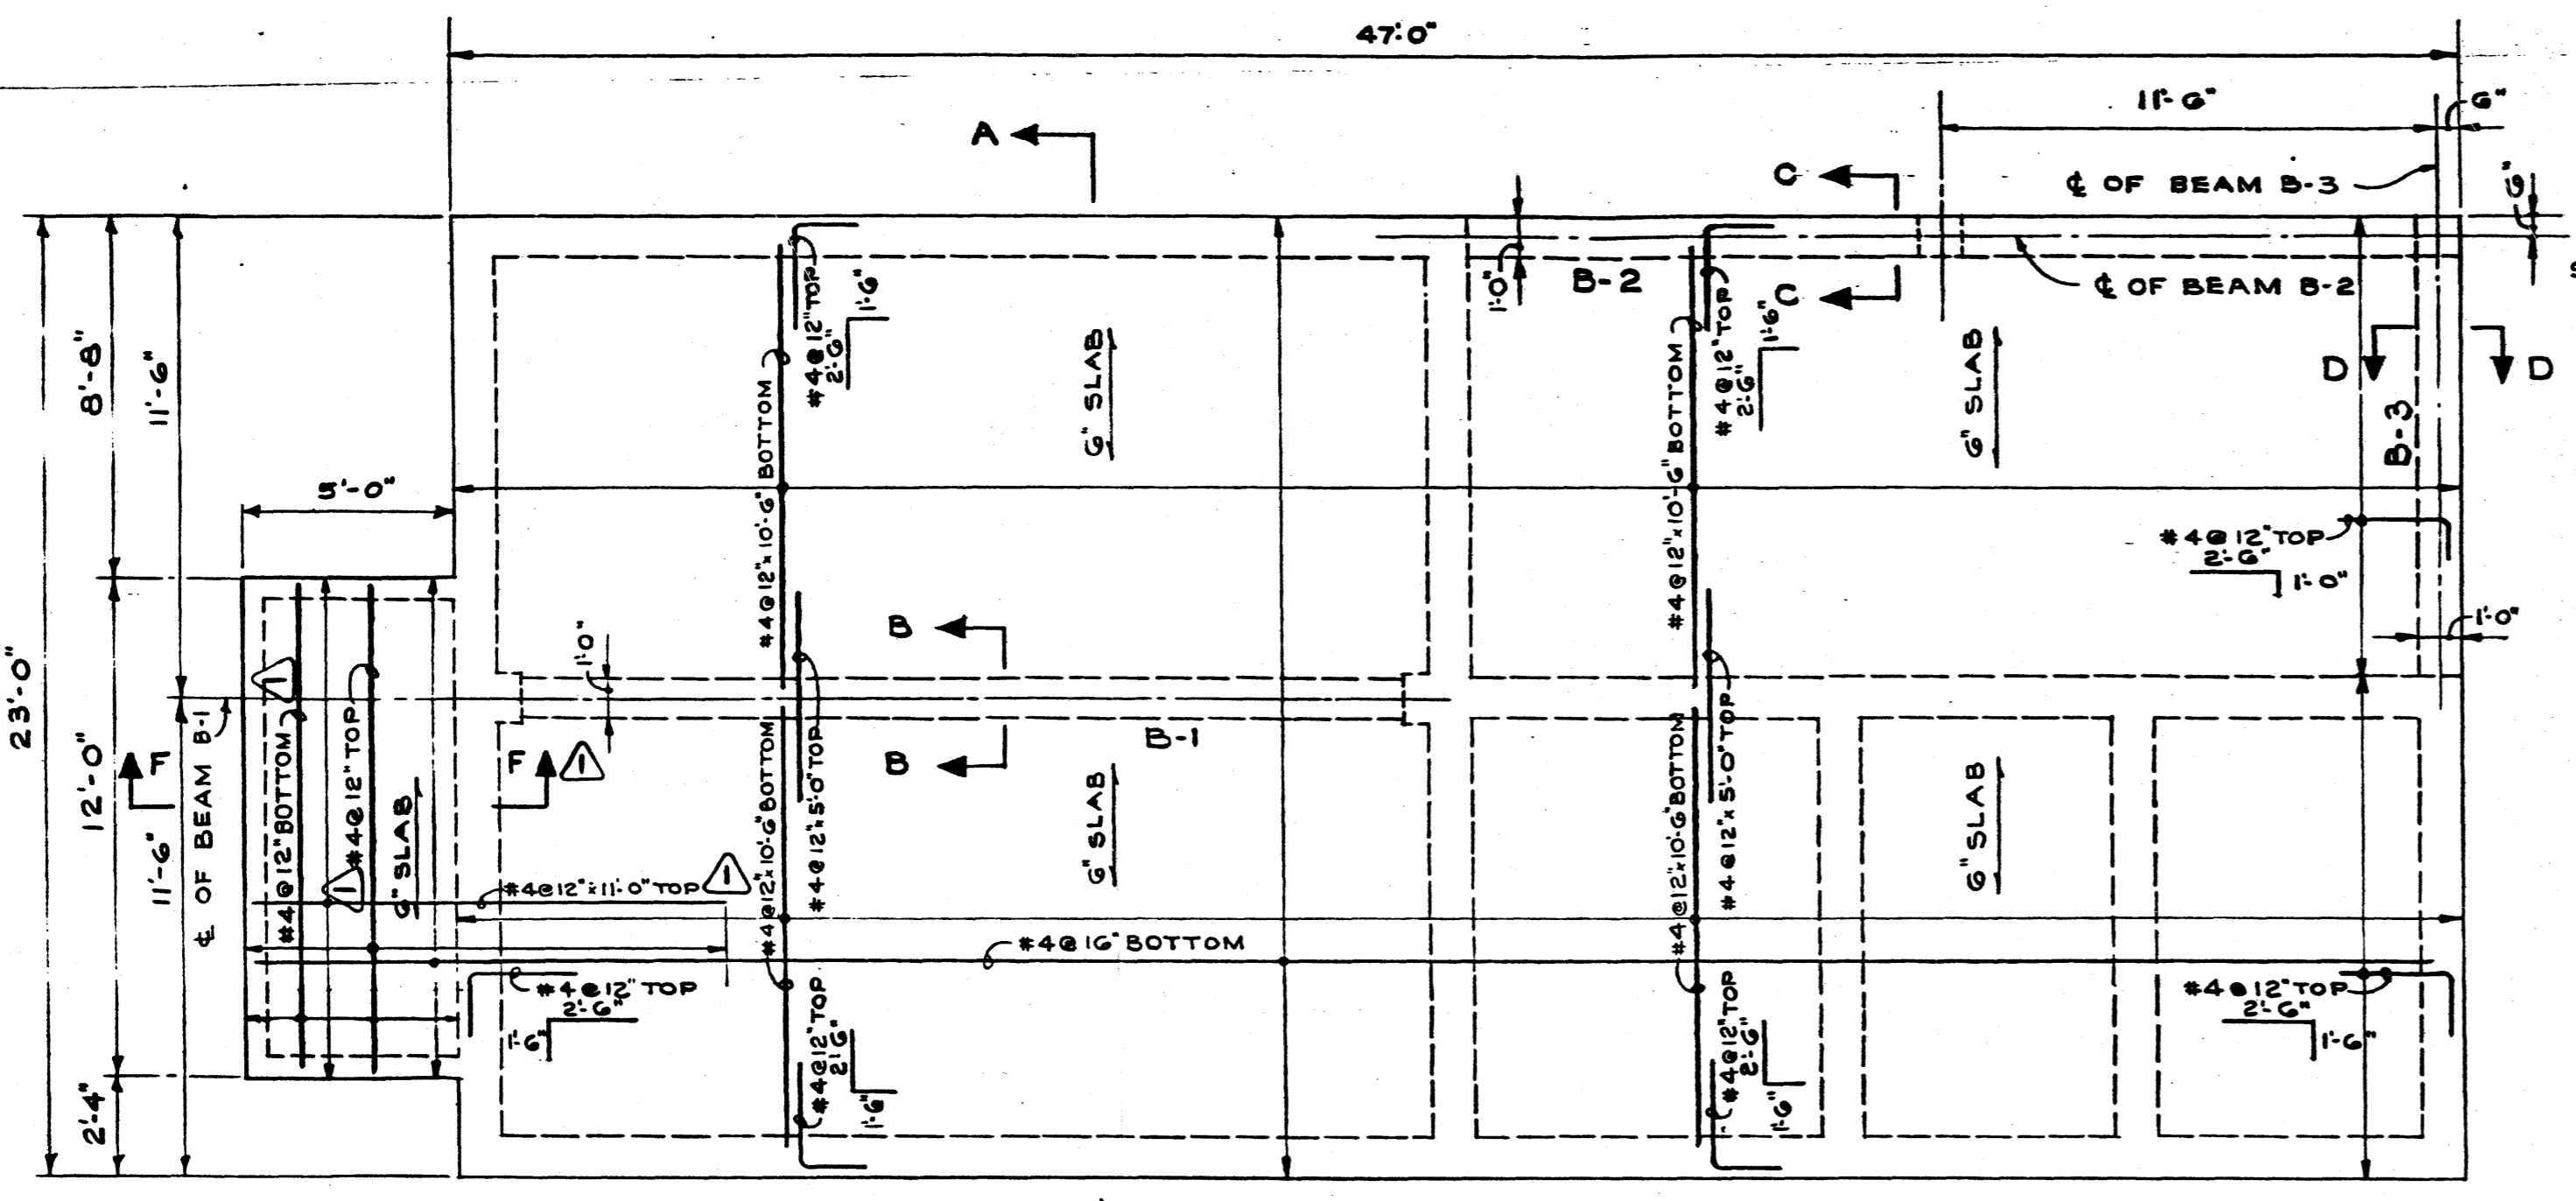 47'-0"
11'-6"
6"
A
C
℄ OF BEAM B-3
6"
1'-0"
B-2
C
℄ OF BEAM B-2
#4@12" TOP
2'-6"
1'-6"
#4@12" TOP
2'-6"
1'-6"
8'-8"
11'-6"
6" SLAB
6" SLAB
D
D
B-3
#4@12"x10'-6" BOTTOM
#4@12"x10'-6" BOTTOM
5'-0"
#4@12" TOP
2'-6"
1'-0"
1'-0"
B
1'-0"
23'-0"
12'-0"
11'-6"
℄ OF BEAM B-1
F
F
1
1
#4@12" BOTTOM
#4@12" TOP
1
6" SLAB
B
B-1
#4@12"x10'-6" BOTTOM
#4@12"x5'-0" TOP
6" SLAB
#4@12"x10'-6" BOTTOM
#4@12"x5'-0" TOP
6" SLAB
#4@12"x11'-0" TOP
1
#4@16" BOTTOM
#4@12" TOP
2'-6"
1'-6"
#4@12" TOP
2'-6"
1'-6"
#4@12" TOP
2'-6"
1'-6"
#4@12" TOP
2'-6"
1'-6"
2'-4"